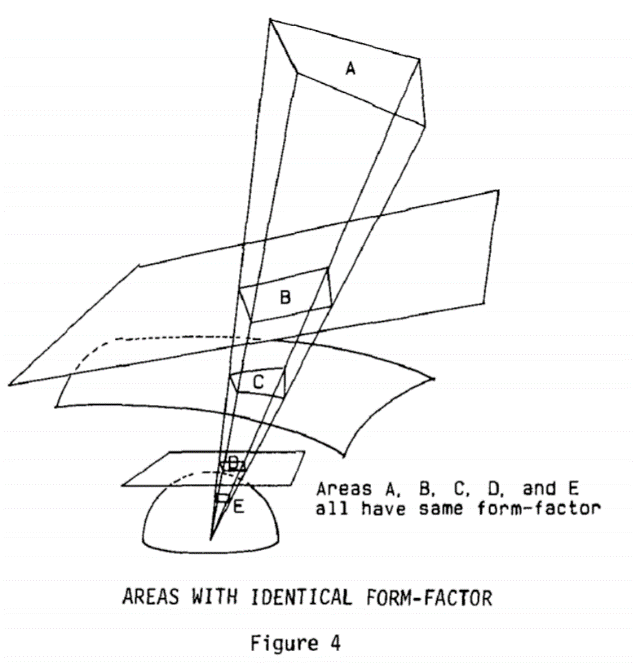 A
B
C
D
E
Areas A, B, C, D, and E
all have same form-factor
AREAS WITH IDENTICAL FORM-FACTOR
Figure 4